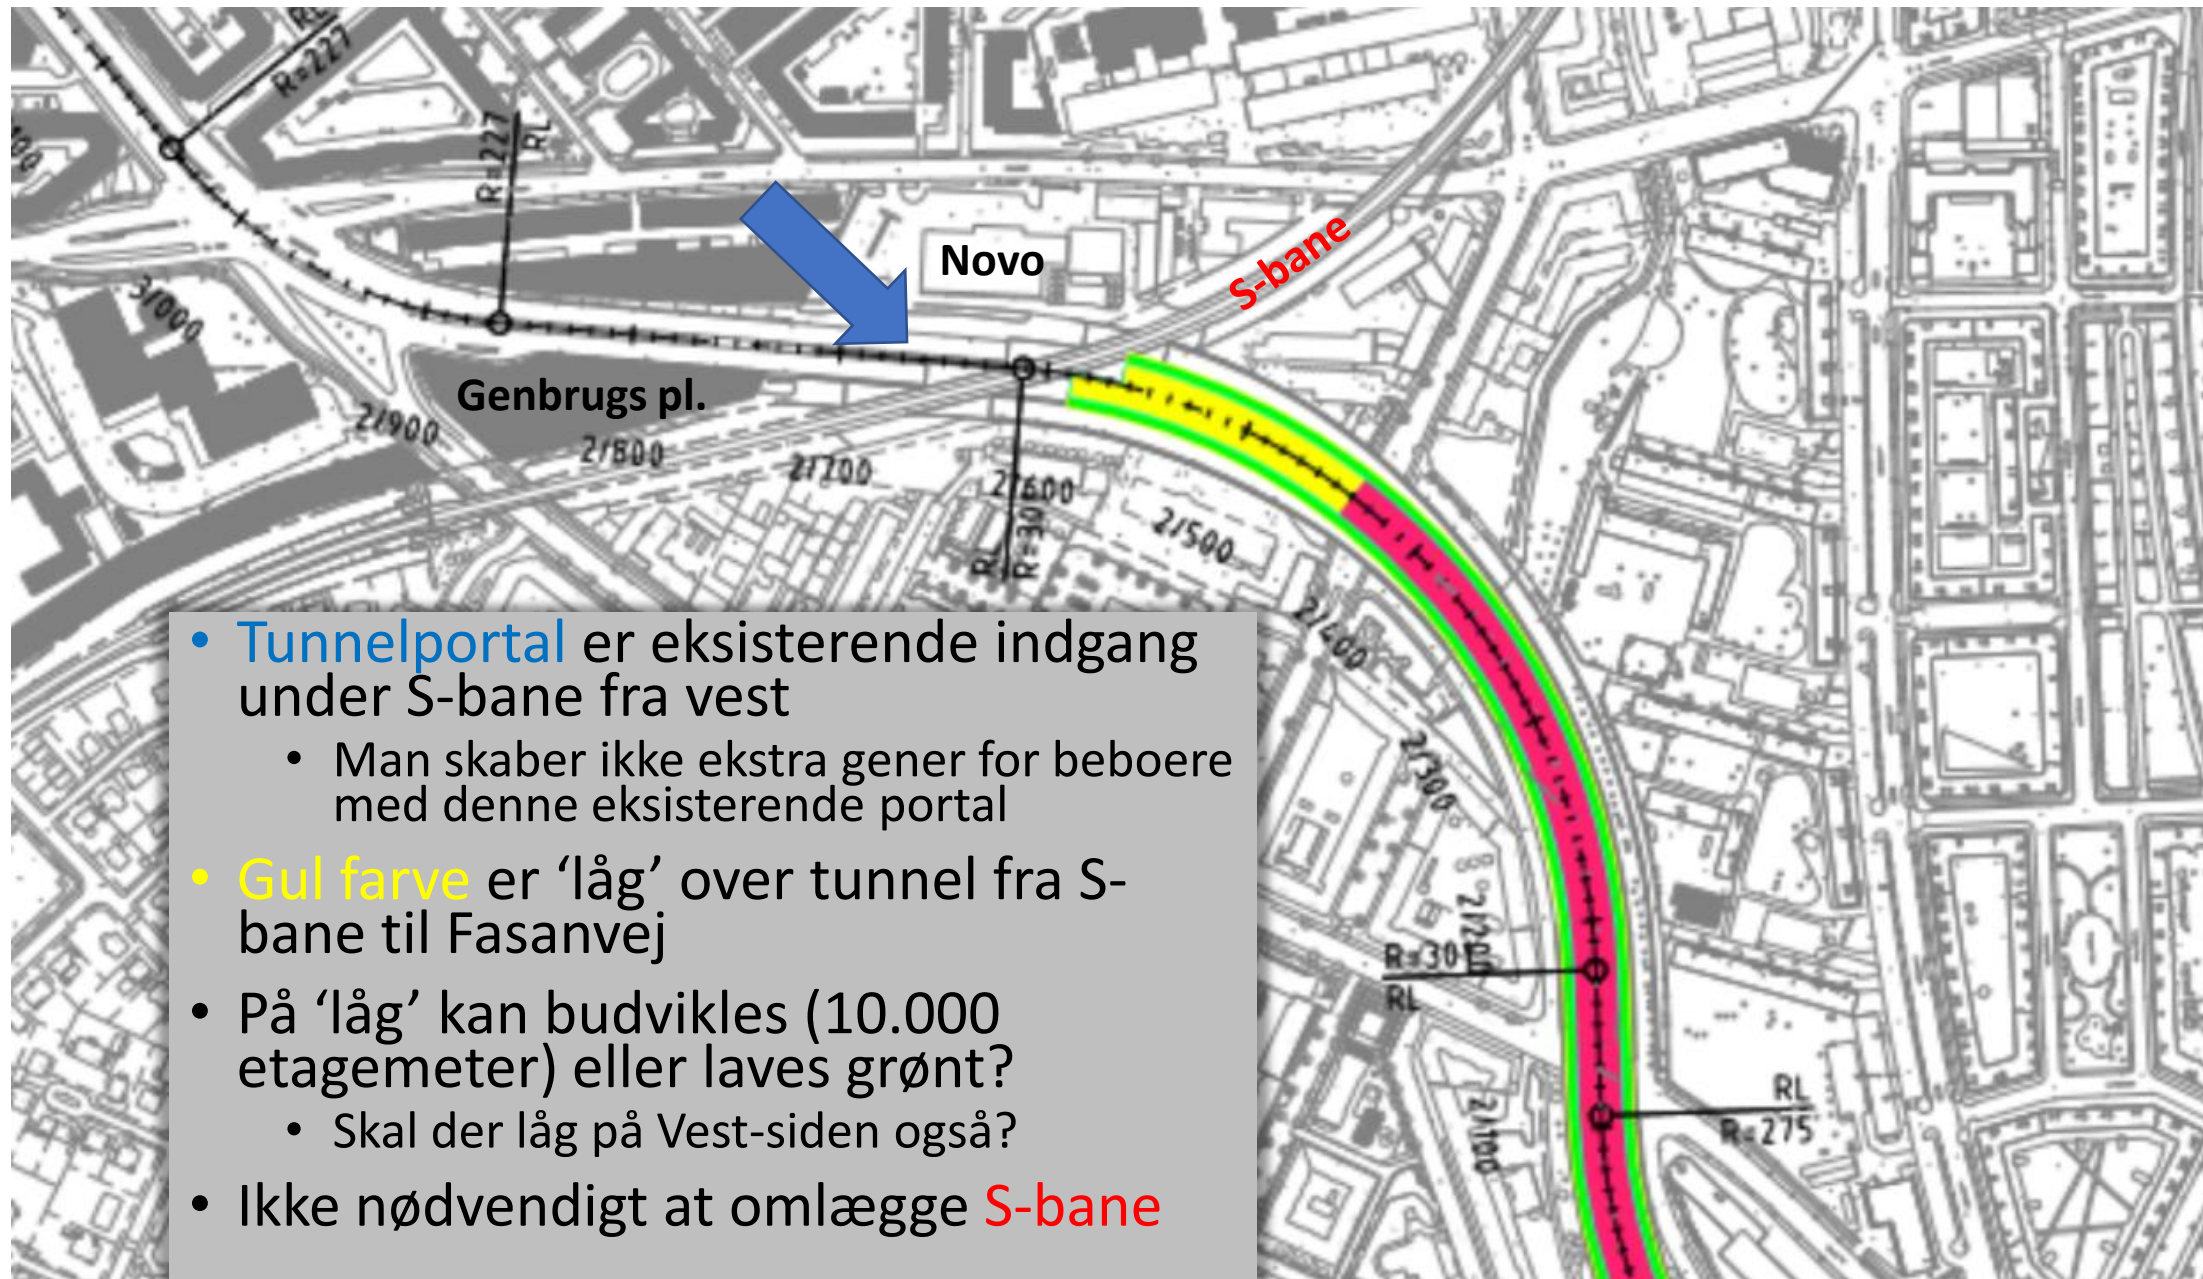 RL
R=227
R=227
RL
Novo
S-bane
3/000
Genbrugs pl.
2/900
2/800
2/700
2/600
RL
2/500
2/400
2/300
2/200
RL
2/100
RL
R=275
• Tunnelportal er eksisterende indgang
under S-bane fra vest
• Man skaber ikke ekstra gener for beboere
med denne eksisterende portal
• Gul farve er ‘låg’ over tunnel fra S-
bane til Fasanvej
• På ‘låg’ kan budvikles (10.000
etagemeter) eller laves grønt?
• Skal der låg på Vest-siden også?
• Ikke nødvendigt at omlægge S-bane